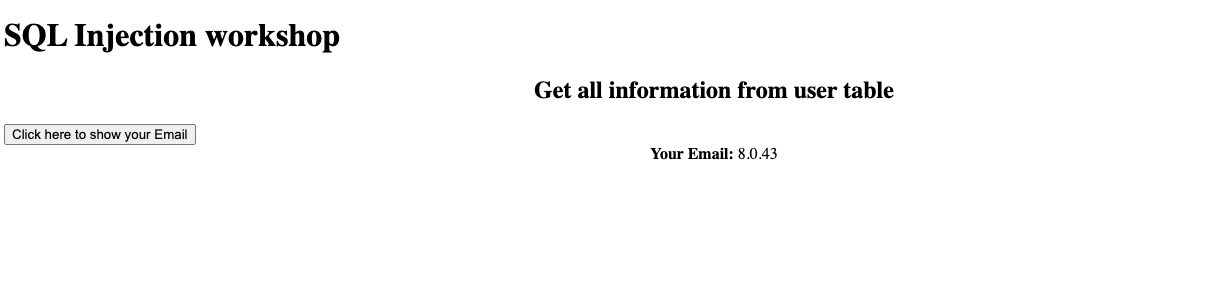 SQL Injection workshop
Get all information from user table
Click here to show your Email
Your Email: 8.0.43